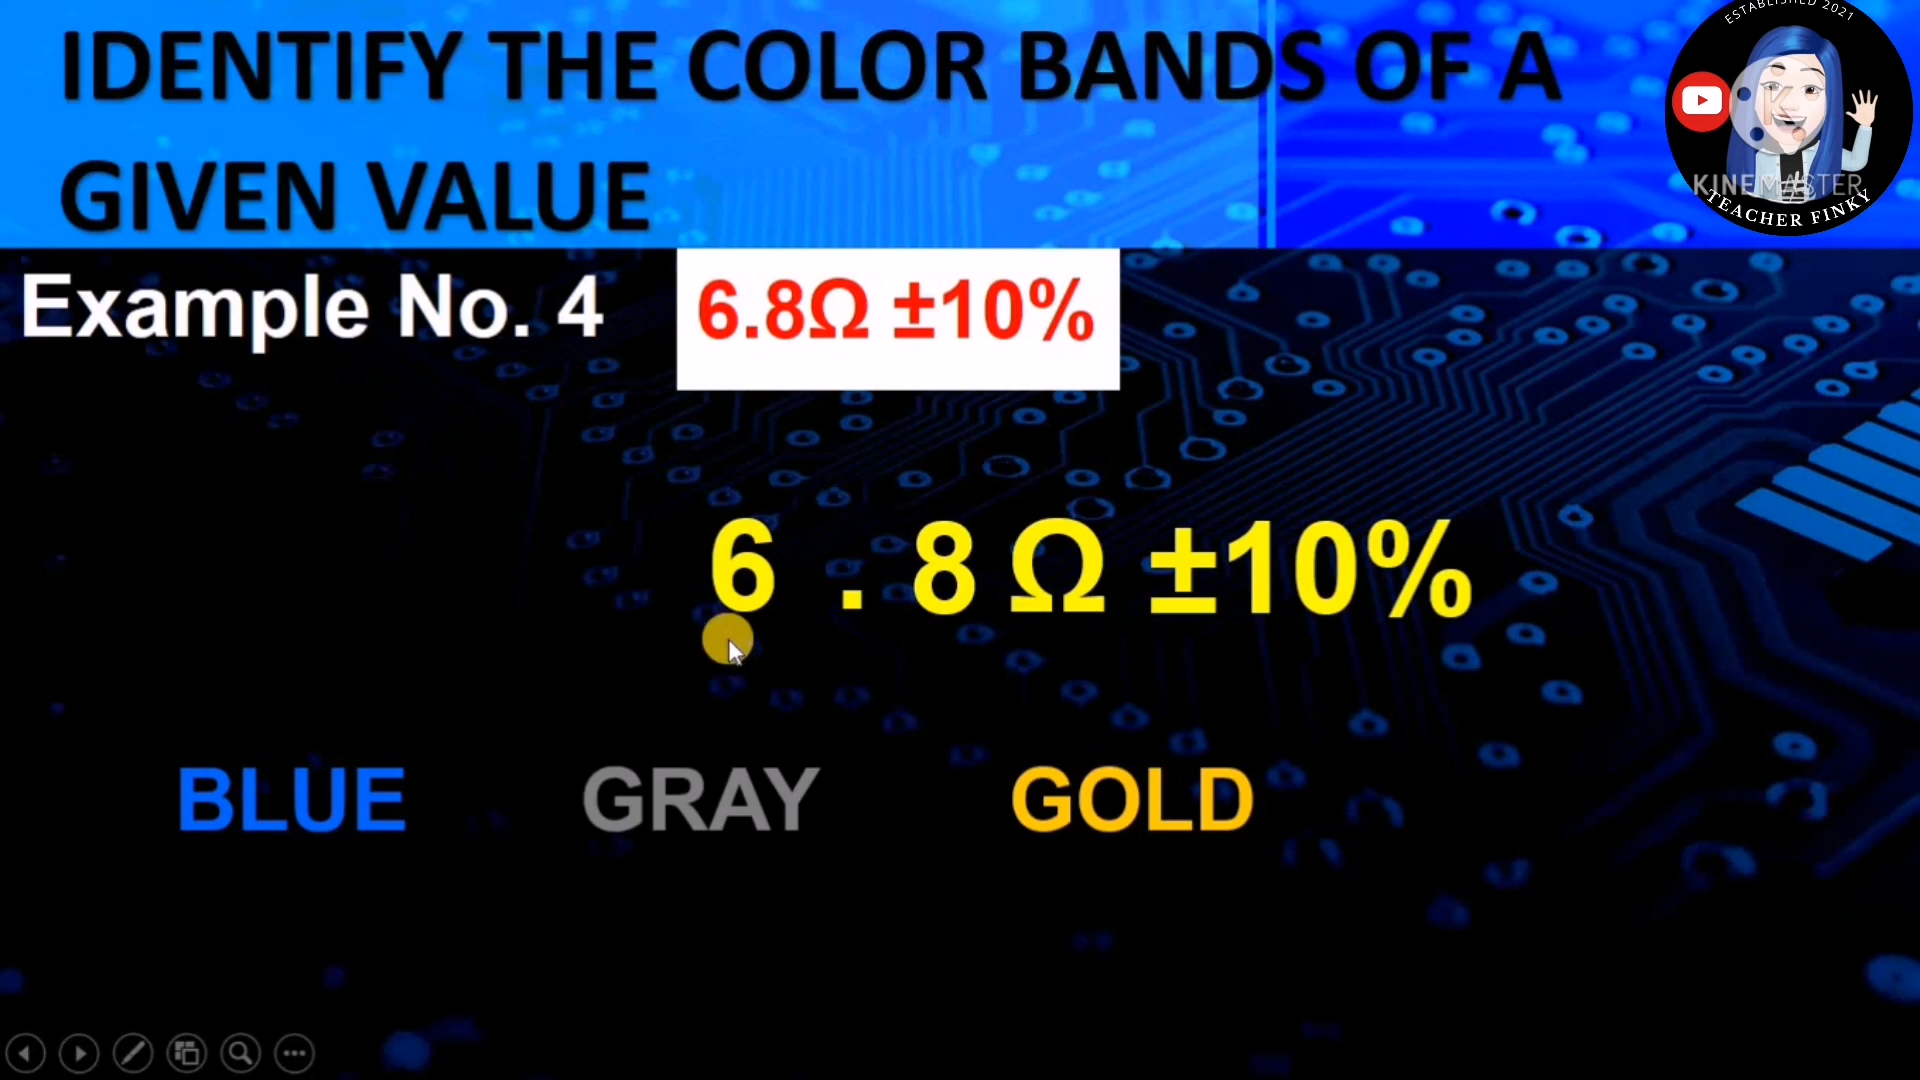 IDENTIFY THE COLOR BANDS OF A
GIVEN VALUE
ESTABLISHED 2021
KINEMASTER
TEACHER FINKY
Example No. 4
6.8Ω ±10%
6 . 8 Ω ±10%
BLUE GRAY GOLD